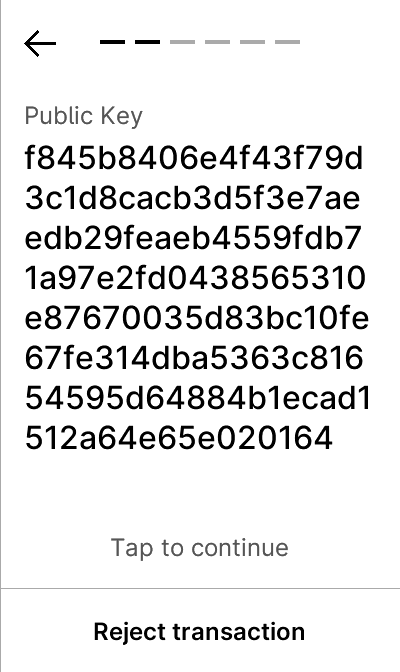 Public Key
f845b8406e4f43f79d
3c1d8cacb3d5f3e7ae
edb29feaeb4559fdb7
1a97e2fd0438565310
e87670035d83bc10fe
67fe314dba5363c816
54595d64884b1ecad1
512a64e65e020164
Tap to continue
Reject transaction